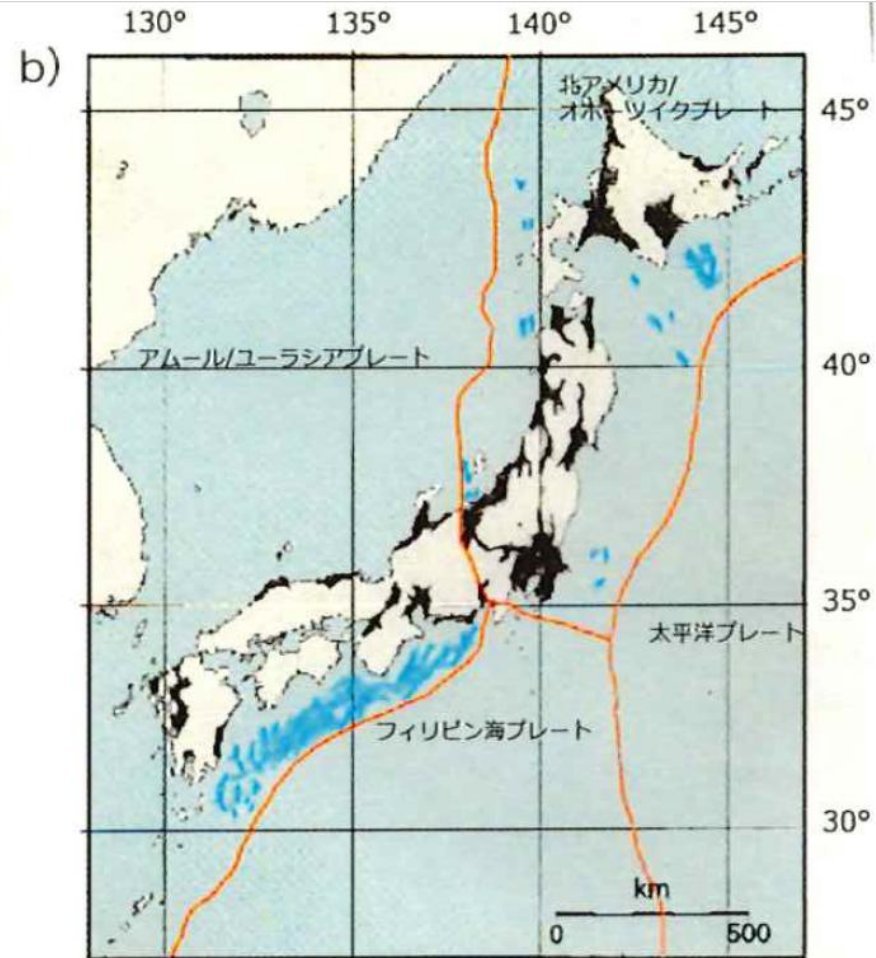 130° 135° 140° 145°
b)
北アメリカ/
オホーツイクプレート
45°
アムール/ユーラシアプレート
40°
35°
太平洋プレート
フィリピン海プレート
30°
km
0 500